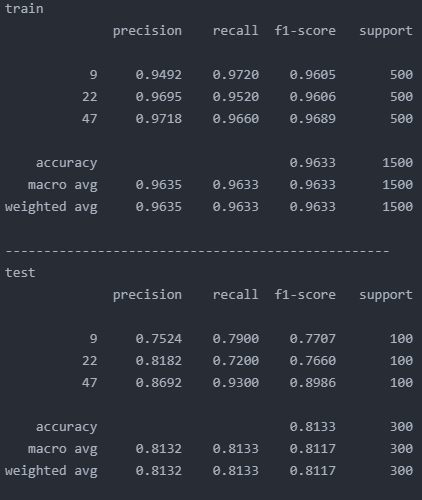 train
precision recall f1-score support
9 0.9492 0.9720 0.9605 500
22 0.9695 0.9520 0.9606 500
47 0.9718 0.9660 0.9689 500
accuracy 0.9633 1500
macro avg 0.9635 0.9633 0.9633 1500
weighted avg 0.9635 0.9633 0.9633 1500
--------------------------------------------------
test
precision recall f1-score support
9 0.7524 0.7900 0.7707 100
22 0.8182 0.7200 0.7660 100
47 0.8692 0.9300 0.8986 100
accuracy 0.8133 300
macro avg 0.8132 0.8133 0.8117 300
weighted avg 0.8132 0.8133 0.8117 300